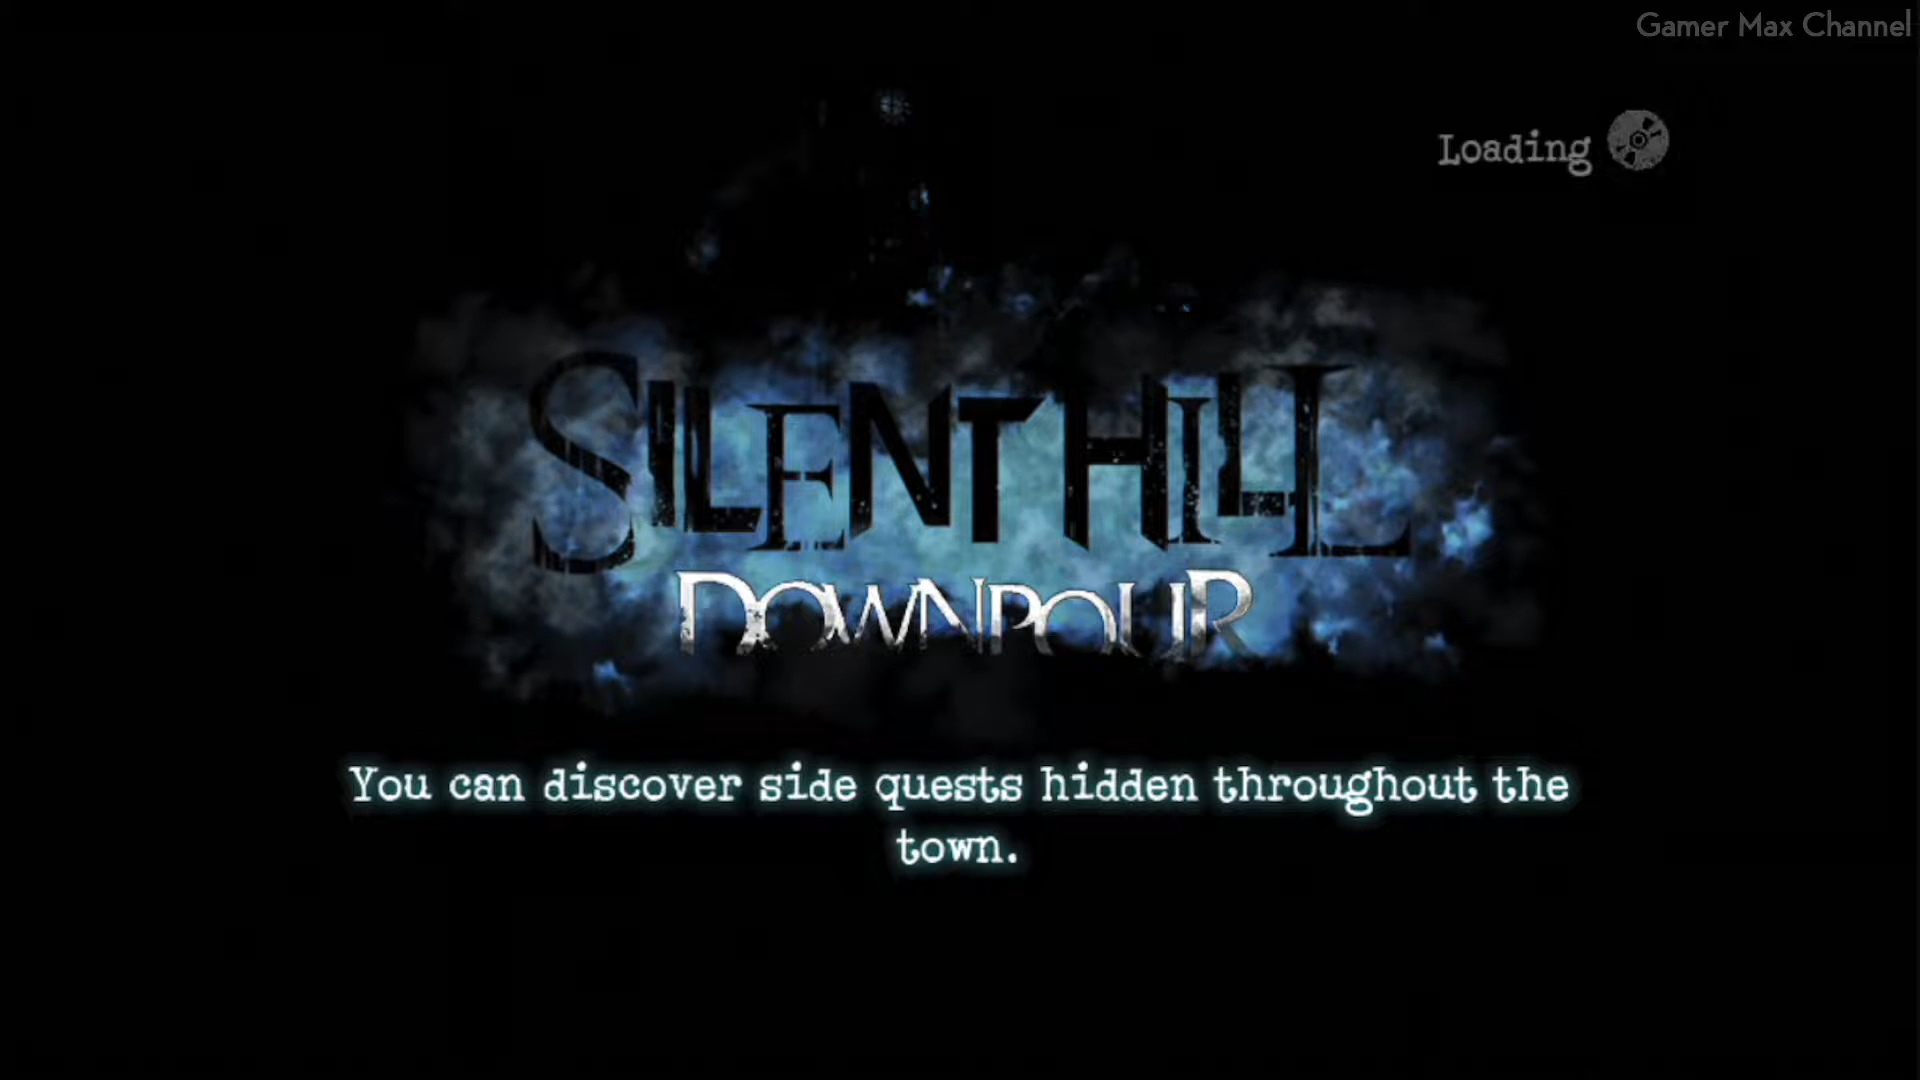 Gamer Max Channel
Loading
SILENT HILL
DOWNPOUR
You can discover side quests hidden throughout the
town.